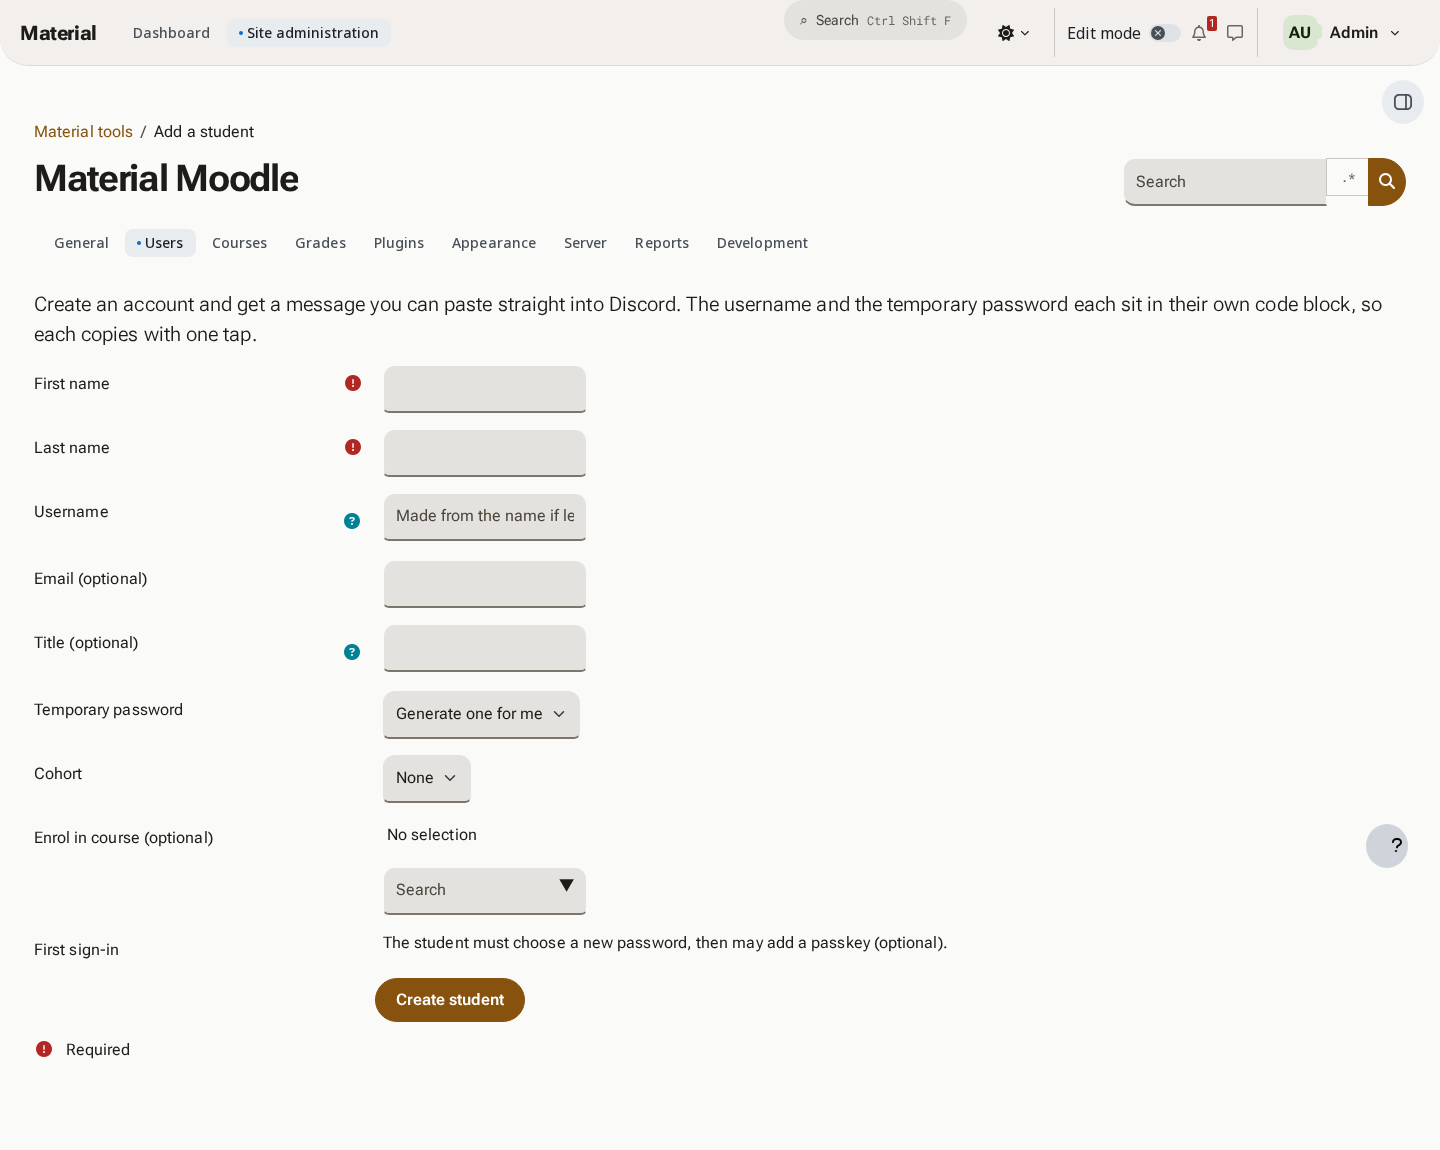 Material
Dashboard
Site administration
Search Ctrl Shift F
Edit mode
1
AU Admin
Material tools / Add a student
Material Moodle
Search
.*
General
Users
Courses
Grades
Plugins
Appearance
Server
Reports
Development
Create an account and get a message you can paste straight into Discord. The username and the temporary password each sit in their own code block, so
each copies with one tap.
First name
Last name
Username
Made from the name if le
Email (optional)
Title (optional)
Temporary password
Generate one for me
Cohort
None
Enrol in course (optional)
No selection
?
Search
First sign-in
The student must choose a new password, then may add a passkey (optional).
Create student
Required